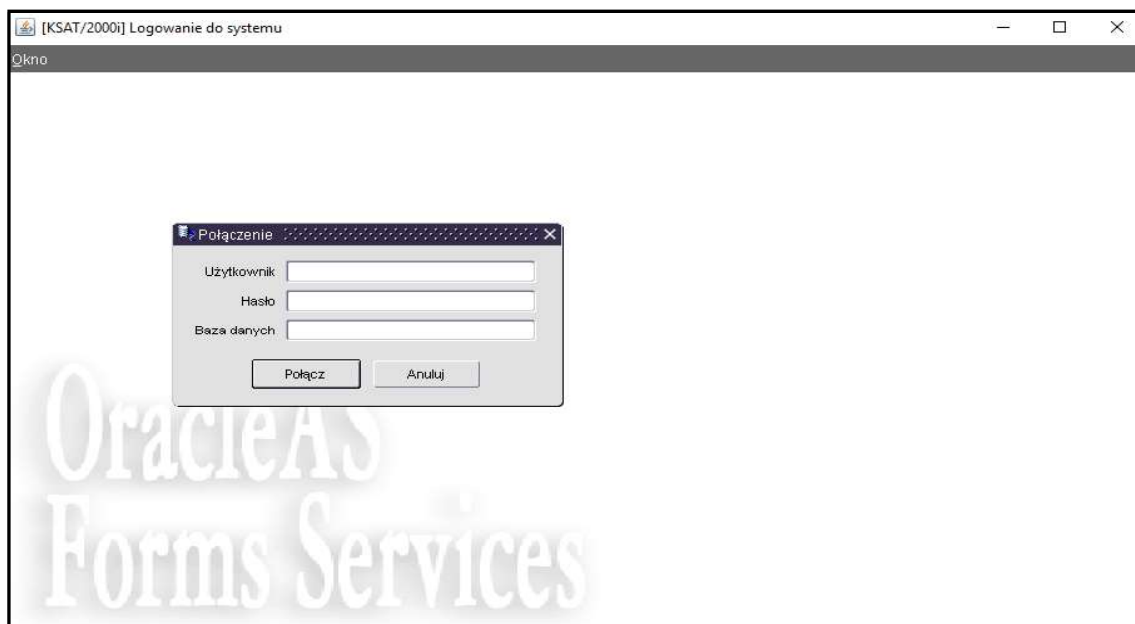 [KSAT/2000i] Logowanie do systemu
Okno
Połączenie
Użytkownik
Hasło
Baza danych
Połącz Anuluj
OracleAS
Forms Services